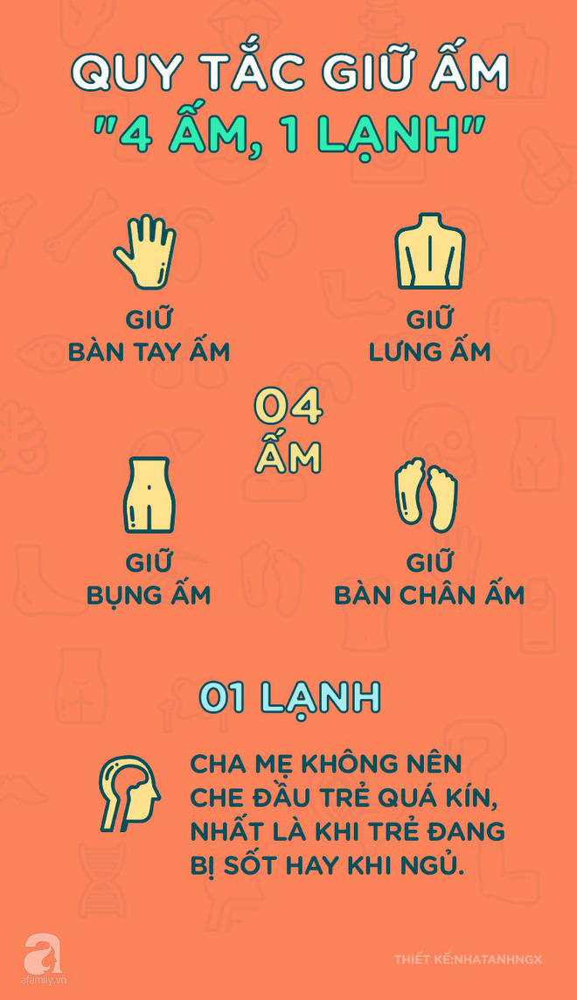 QUY TẮC GIỮ ẤM
"4 ẤM, 1 LẠNH"
GIỮ
BÀN TAY ẤM
GIỮ
LƯNG ẤM
04
ẤM
GIỮ
BỤNG ẤM
GIỮ
BÀN CHÂN ẤM
01 LẠNH
CHA MẸ KHÔNG NÊN
CHE ĐẦU TRẺ QUÁ KÍN,
NHẤT LÀ KHI TRẺ ĐANG
BỊ SỐT HAY KHI NGỦ.
a
afamily.vn
THIẾT KẾ:NHATANHNGX